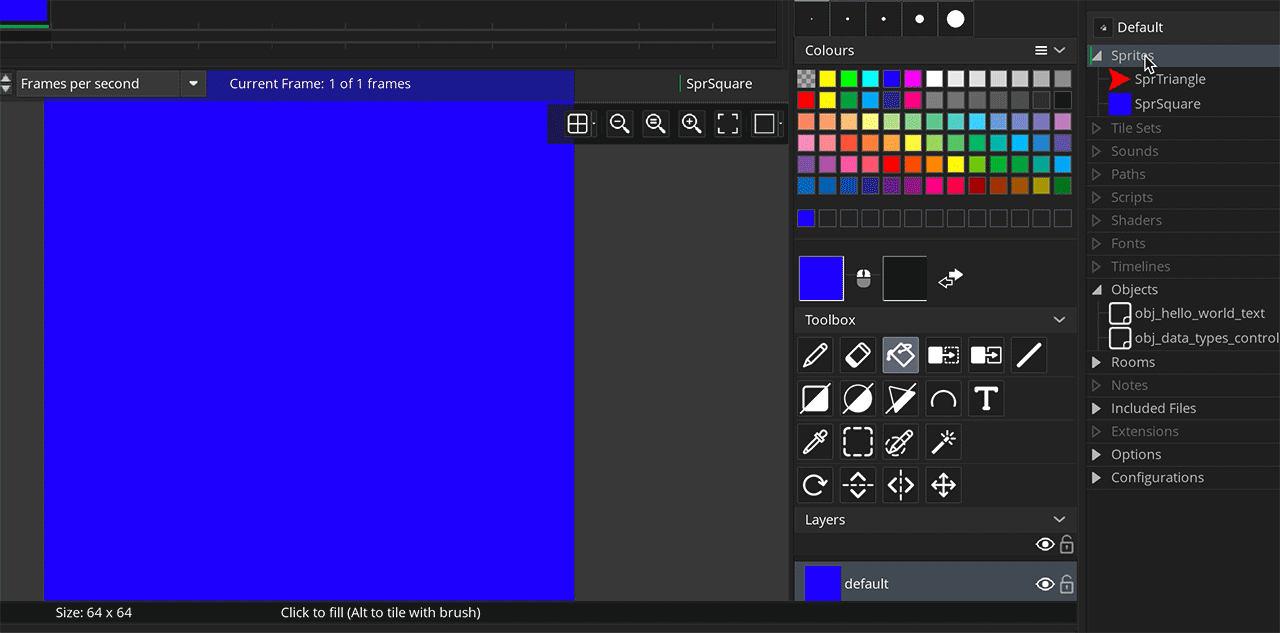 Colours
Frames per second
Current Frame: 1 of 1 frames
SprSquare
Toolbox
T
Layers
default
Size: 64 x 64
Click to fill (Alt to tile with brush)
Default
Sprites
SprTriangle
SprSquare
Tile Sets
Sounds
Paths
Scripts
Shaders
Fonts
Timelines
Objects
obj_hello_world_text
obj_data_types_control
Rooms
Notes
Included Files
Extensions
Options
Configurations